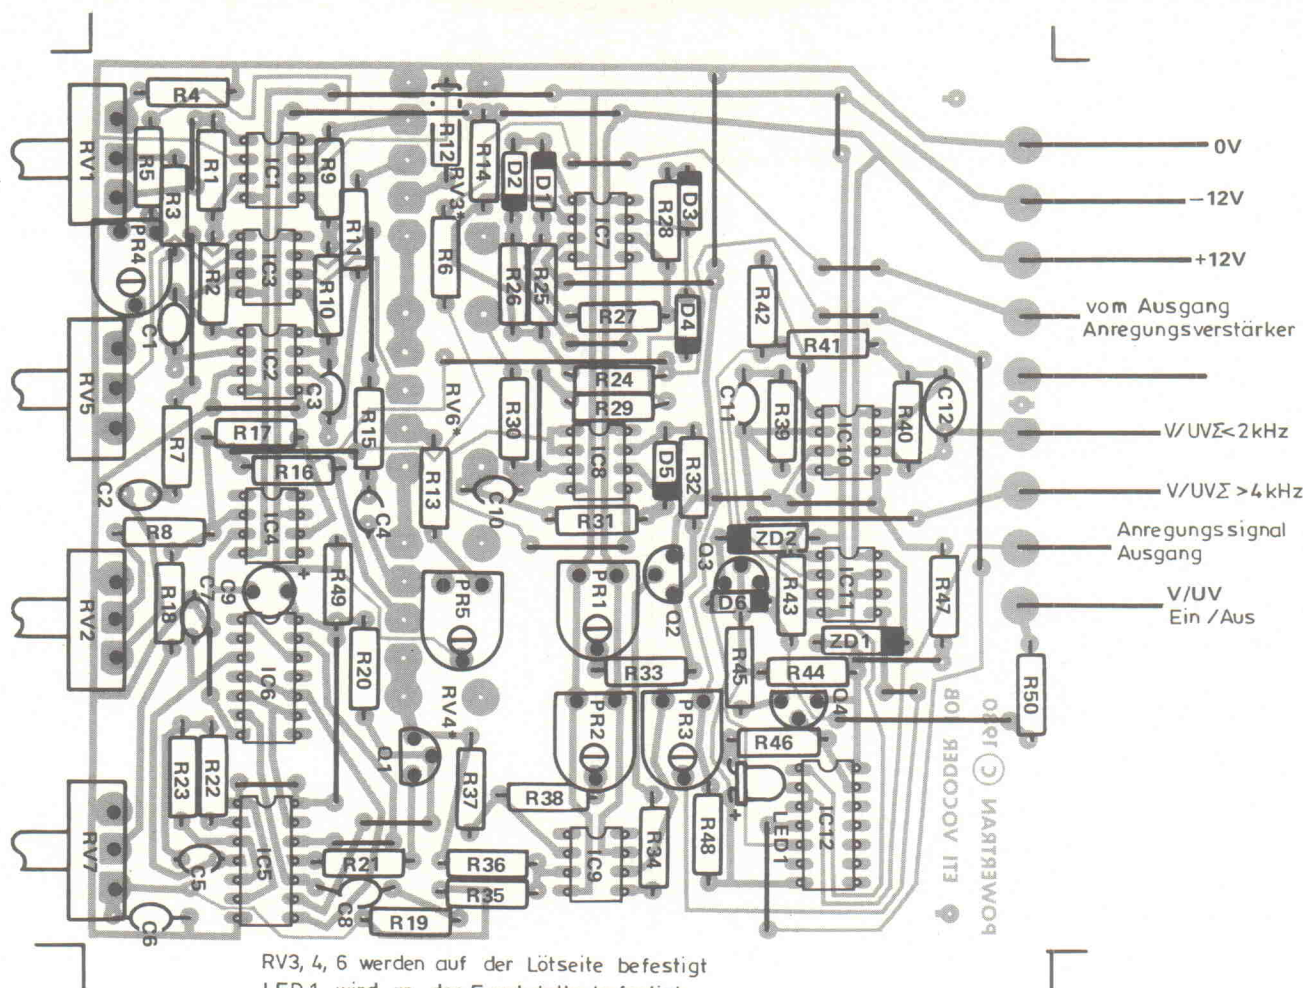 R4
RV1
R5
R1
IC1
R9
R12
R14
D2
D1
RV3*
R3
R28
D3
IC7
PR4
R2
IC3
R10
R11
R6
R26
R25
R27
D4
R42
R41
C1
IC2
C3
RV5
R24
R29
R7
R17
R16
R15
RV6*
R30
R13
C10
IC8
D5
R32
C11
R39
IC10
R40
C12
C2
R8
IC4
C4
R31
Q3
ZD2
R18
C7
C9
+
R49
PR5
PR1
Q2
D6
R43
IC11
R47
RV2
IC6
R20
RV4*
R33
R45
ZD1
R44
Q4
R50
PR2
PR3
R46
R23
R22
Q1
R37
R38
R48
+
LED1
IC12
RV7
C5
IC5
R21
C8
R36
R35
R19
IC9
R34
C6
0V
−12V
+12V
vom Ausgang
Anregungsverstärker
V/UVΣ<2kHz
V/UVΣ >4kHz
Anregungssignal
Ausgang
V/UV
Ein/Aus
ETI VOCODER 08
POWERTRAN © 1980
RV3, 4, 6 werden auf der Lötseite befestigt